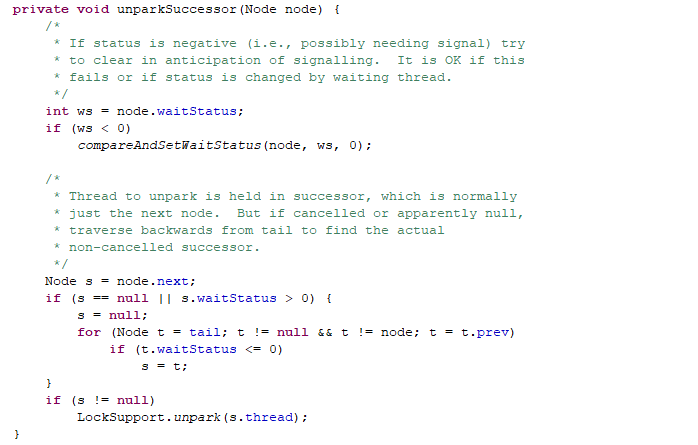 private void unparkSuccessor(Node node) {
    /*
     * If status is negative (i.e., possibly needing signal) try
     * to clear in anticipation of signalling.  It is OK if this
     * fails or if status is changed by waiting thread.
     */
    int ws = node.waitStatus;
    if (ws < 0)
        compareAndSetWaitStatus(node, ws, 0);

    /*
     * Thread to unpark is held in successor, which is normally
     * just the next node.  But if cancelled or apparently null,
     * traverse backwards from tail to find the actual
     * non-cancelled successor.
     */
    Node s = node.next;
    if (s == null || s.waitStatus > 0) {
        s = null;
        for (Node t = tail; t != null && t != node; t = t.prev)
            if (t.waitStatus <= 0)
                s = t;
    }
    if (s != null)
        LockSupport.unpark(s.thread);
}